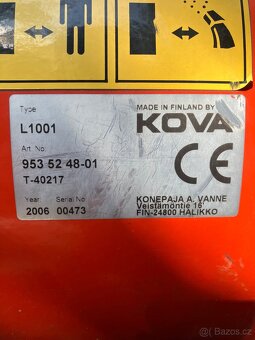 Type
MADE IN FINLAND BY
L1001
KOVA
Art. No.
953 52 48-01
CE
T-40217
KONEPAJA A. VANNE
Year Serial No
Veistämöntie 16
2006 00473
FIN-24800 HALIKKO
Bazoš.cz